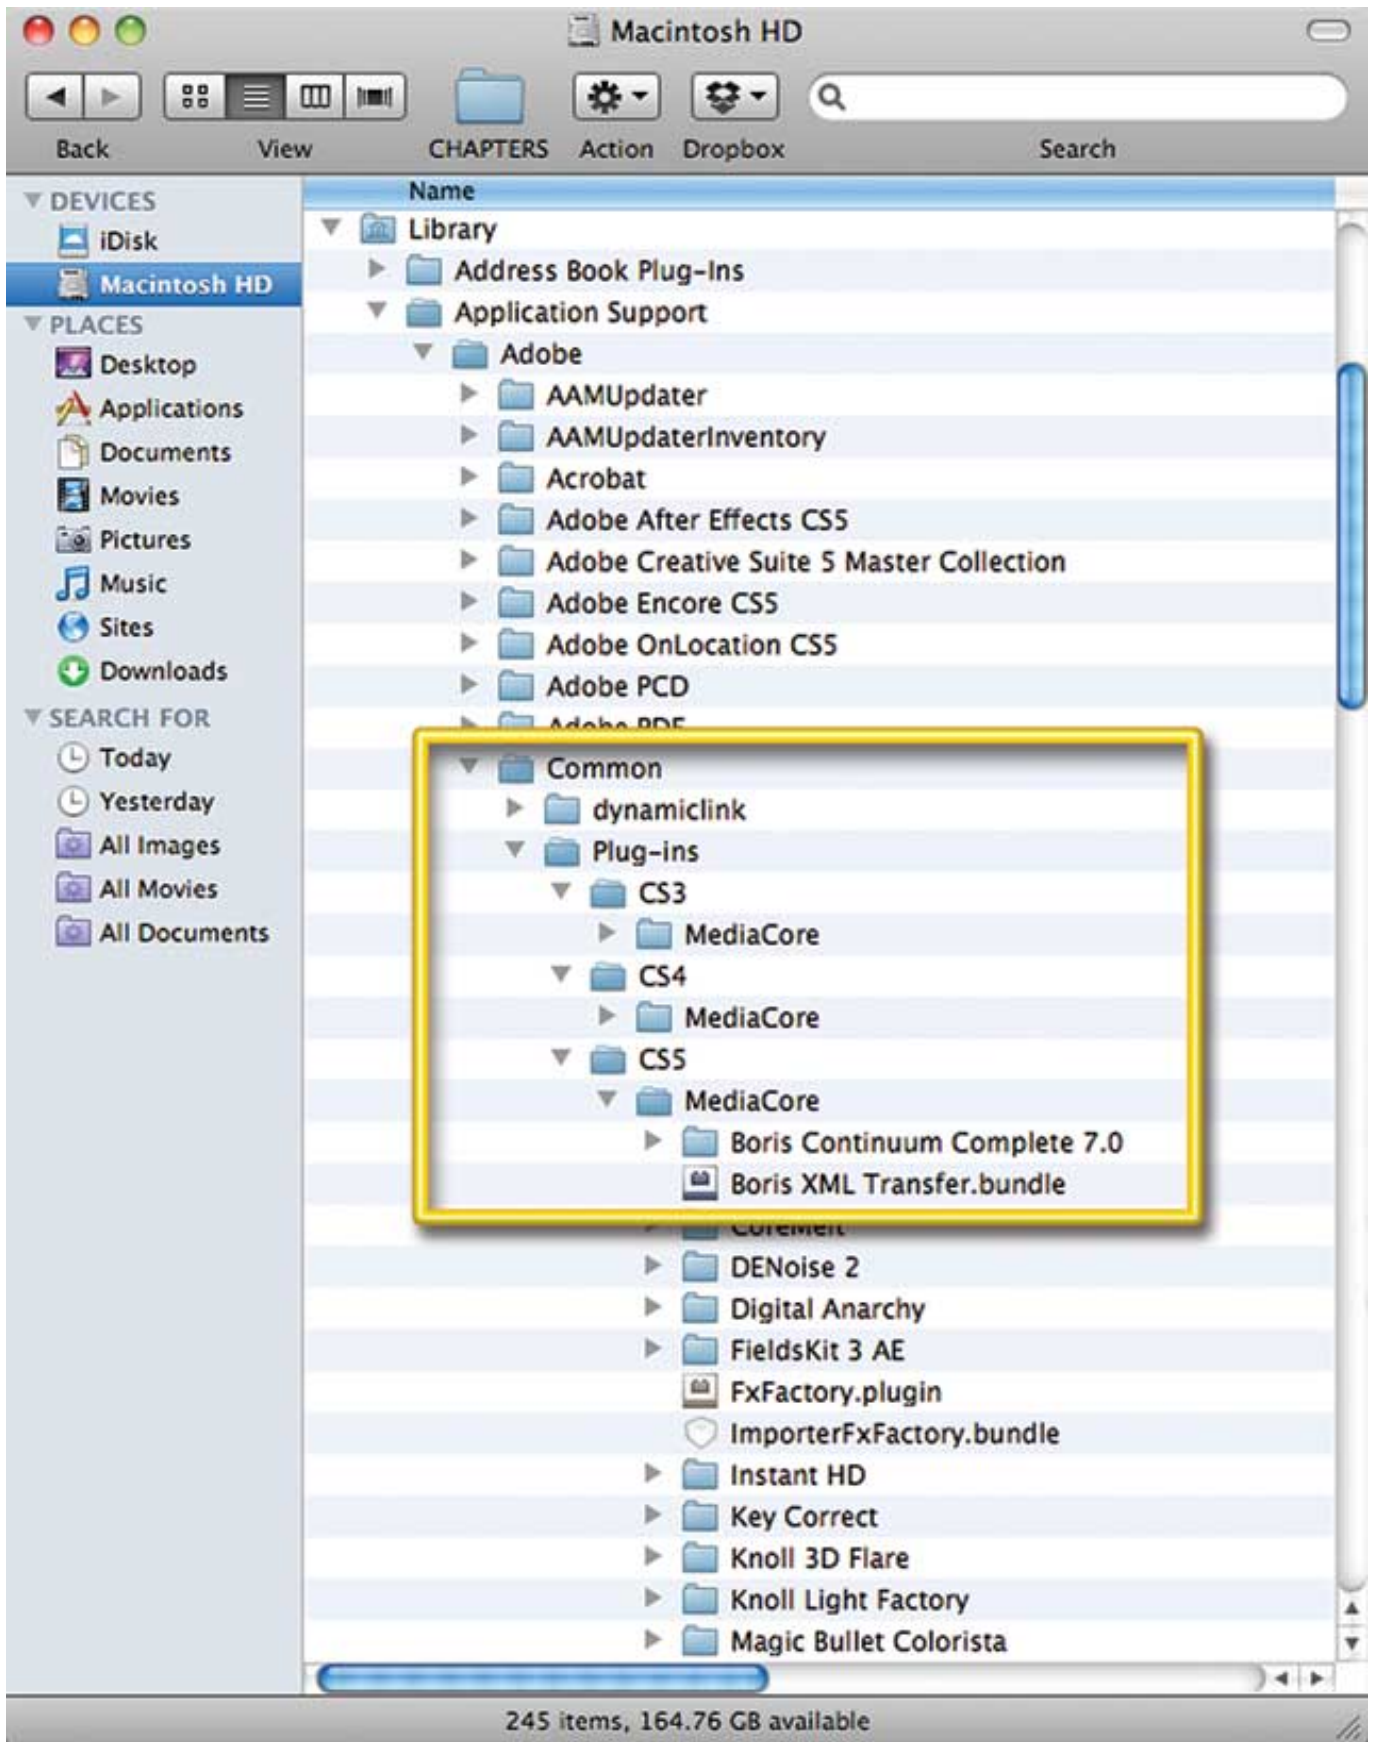 Macintosh HD
Back
View
CHAPTERS
Action
Dropbox
Search
DEVICES
iDisk
Macintosh HD
PLACES
Desktop
Applications
Documents
Movies
Pictures
Music
Sites
Downloads
SEARCH FOR
Today
Yesterday
All Images
All Movies
All Documents
Name
Library
Address Book Plug-Ins
Application Support
Adobe
AAMUpdater
AAMUpdaterInventory
Acrobat
Adobe After Effects CS5
Adobe Creative Suite 5 Master Collection
Adobe Encore CS5
Adobe OnLocation CS5
Adobe PCD
Adobe PDF
Common
dynamiclink
Plug-ins
CS3
MediaCore
CS4
MediaCore
CS5
MediaCore
Boris Continuum Complete 7.0
Boris XML Transfer.bundle
CoreMelt
DENoise 2
Digital Anarchy
FieldsKit 3 AE
FxFactory.plugin
ImporterFxFactory.bundle
Instant HD
Key Correct
Knoll 3D Flare
Knoll Light Factory
Magic Bullet Colorista
245 items, 164.76 GB available